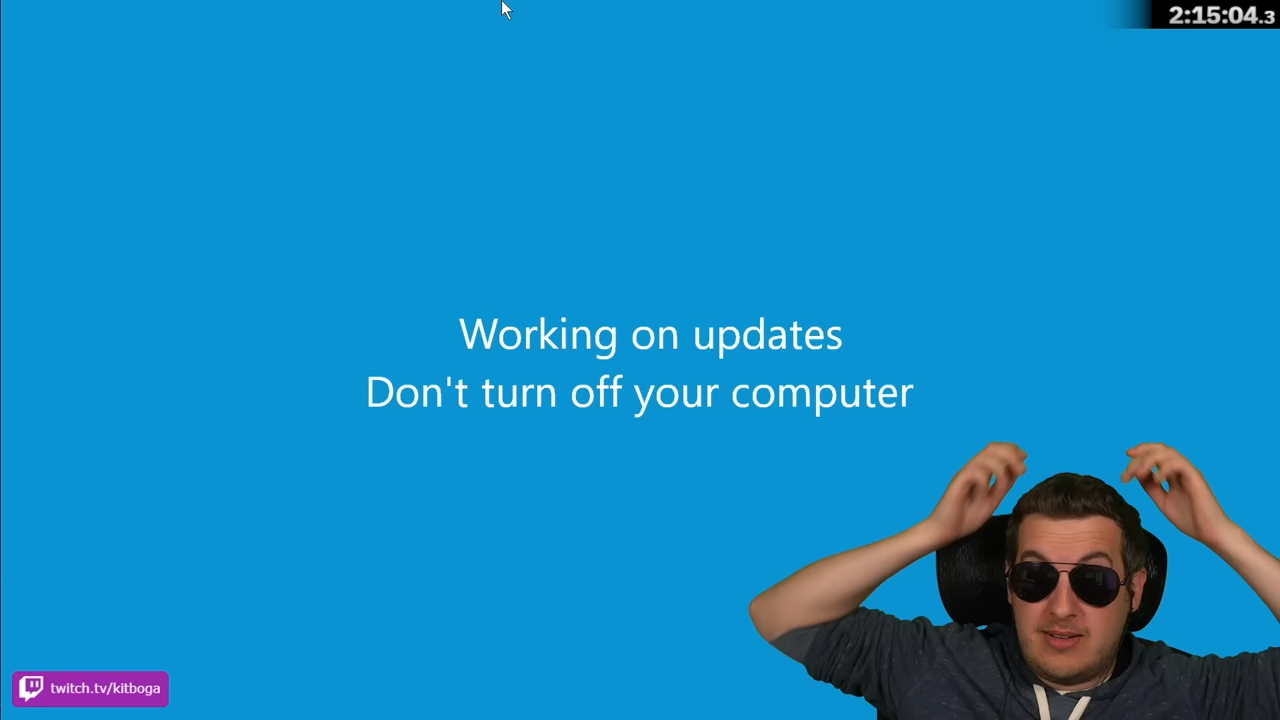 2:15:04.3
Working on updates
Don't turn off your computer
twitch.tv/kitboga